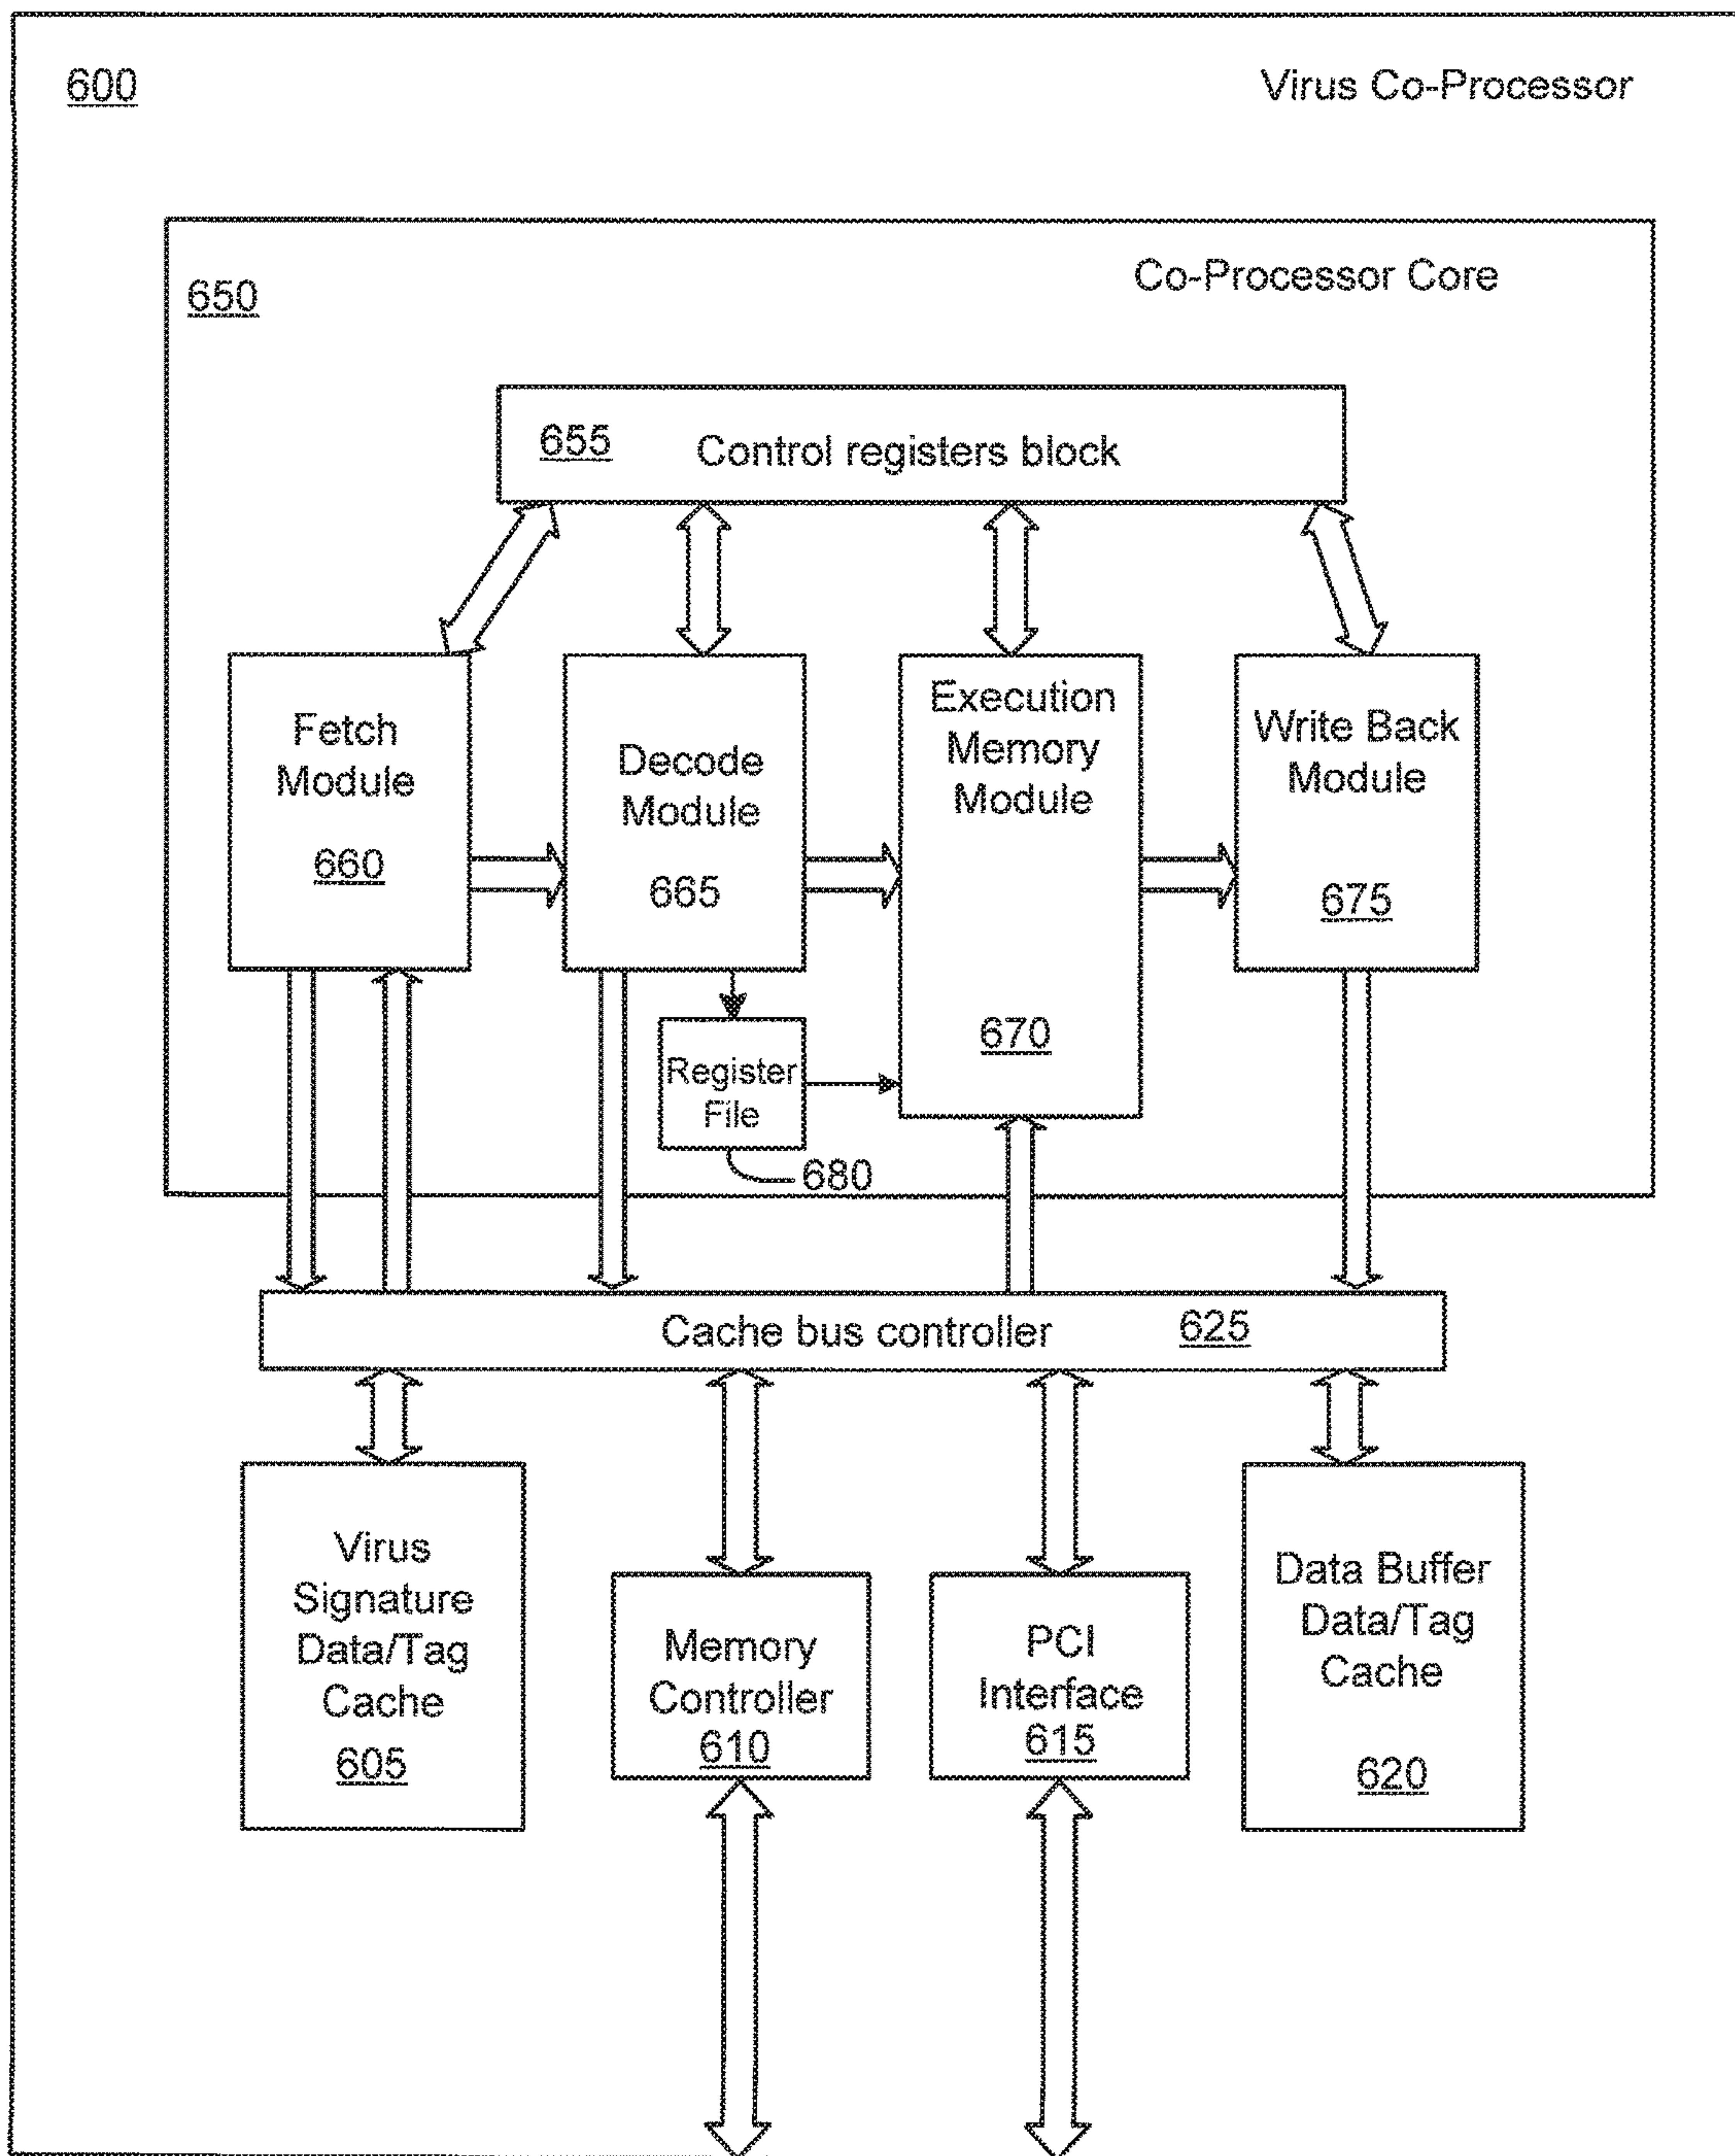 600
Virus Co-Processor
650
Co-Processor Core
655
Control registers block
Fetch
Module
660
Decode
Module
665
Execution
Memory
Module
670
Write Back
Module
675
Register
File
680
Cache bus controller
625
Virus
Signature
Data/Tag
Cache
605
Memory
Controller
610
PCI
Interface
615
Data Buffer
Data/Tag
Cache
620